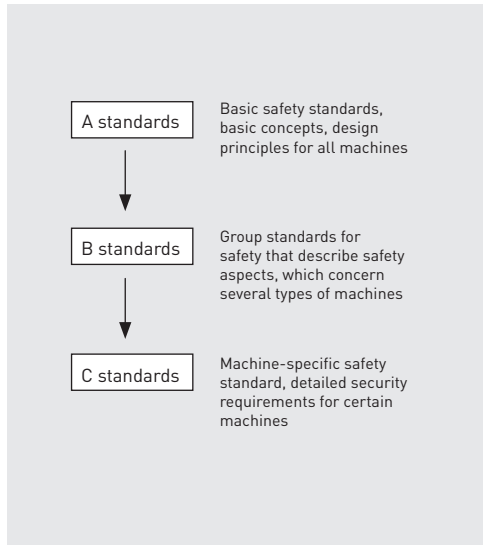 A standards
Basic safety standards,
basic concepts, design
principles for all machines
B standards
Group standards for
safety that describe safety
aspects, which concern
several types of machines
C standards
Machine-specific safety
standard, detailed security
requirements for certain
machines